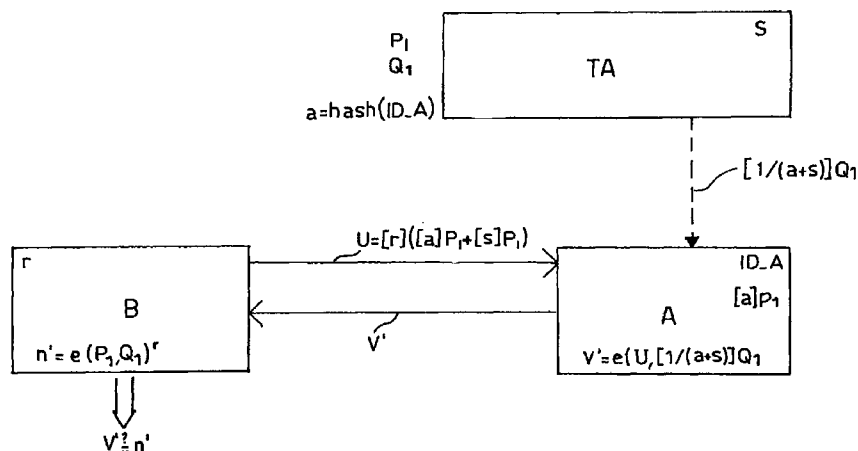 S
P₁
Q₁
TA
a=hash(ID_A)
[1/(a+s)]Q₁
U=[r]([a]P₁+[s]P₁)
r
ID_A
[a]P₁
B
A
V'
n'=e(P₁,Q₁)ʳ
V'=e(U,[1/(a+s)]Q₁
V'≟n'